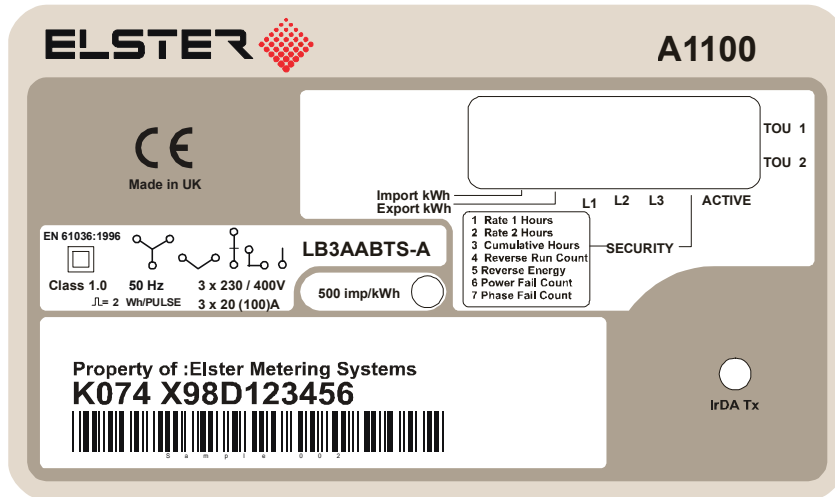 ELSTER
A1100
CE
Made in UK
TOU 1
TOU 2
Import kWh
Export kWh
L1 L2 L3 ACTIVE
1 Rate 1 Hours
2 Rate 2 Hours
3 Cumulative Hours
4 Reverse Run Count
5 Reverse Energy
6 Power Fail Count
7 Phase Fail Count
SECURITY
EN 61036:1996
LB3AABTS-A
Class 1.0 50 Hz 3 x 230 / 400V
= 2 Wh/PULSE 3 x 20 (100)A
500 imp/kWh
Property of :Elster Metering Systems
K074 X98D123456
Sample 002
IrDA Tx